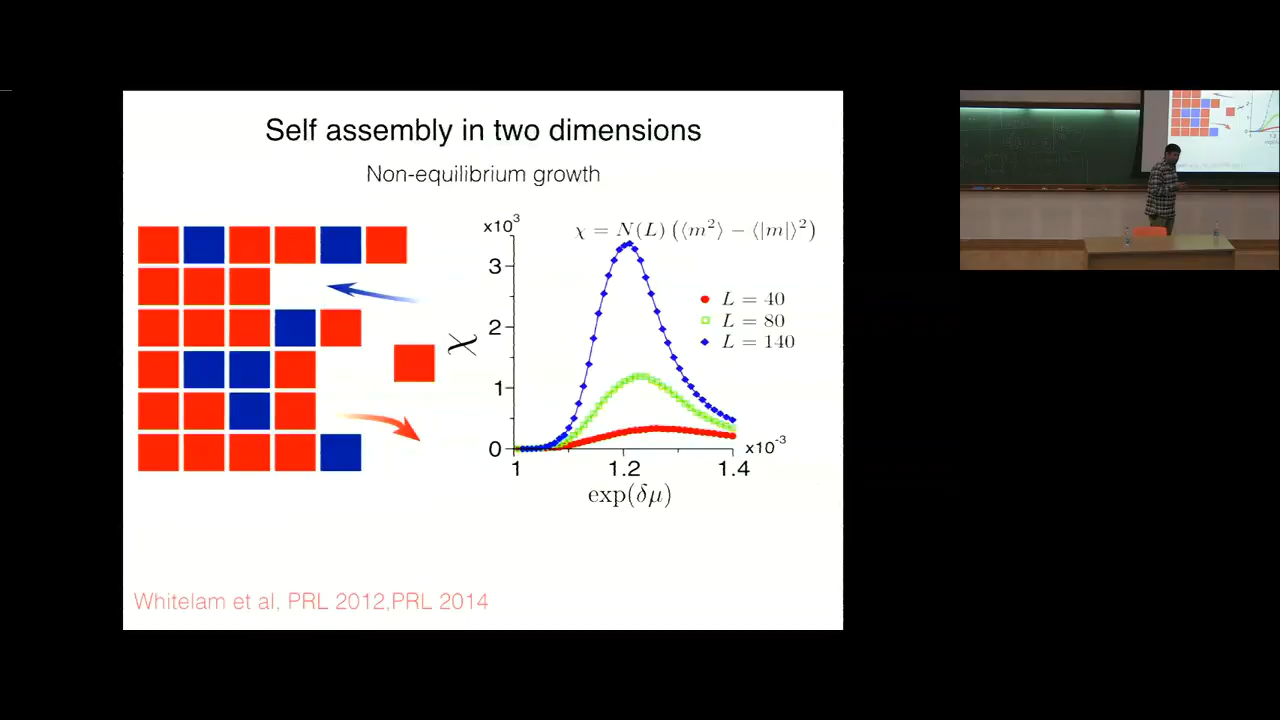 Self assembly in two dimensions
Non-equilibrium growth
x10³
χ = N(L) (⟨m²⟩ − ⟨|m|⟩²)
3
2
1
0
χ
L = 40
L = 80
L = 140
1
1.2
1.4
x10⁻³
exp(δμ)
Whitelam et al, PRL 2012,PRL 2014